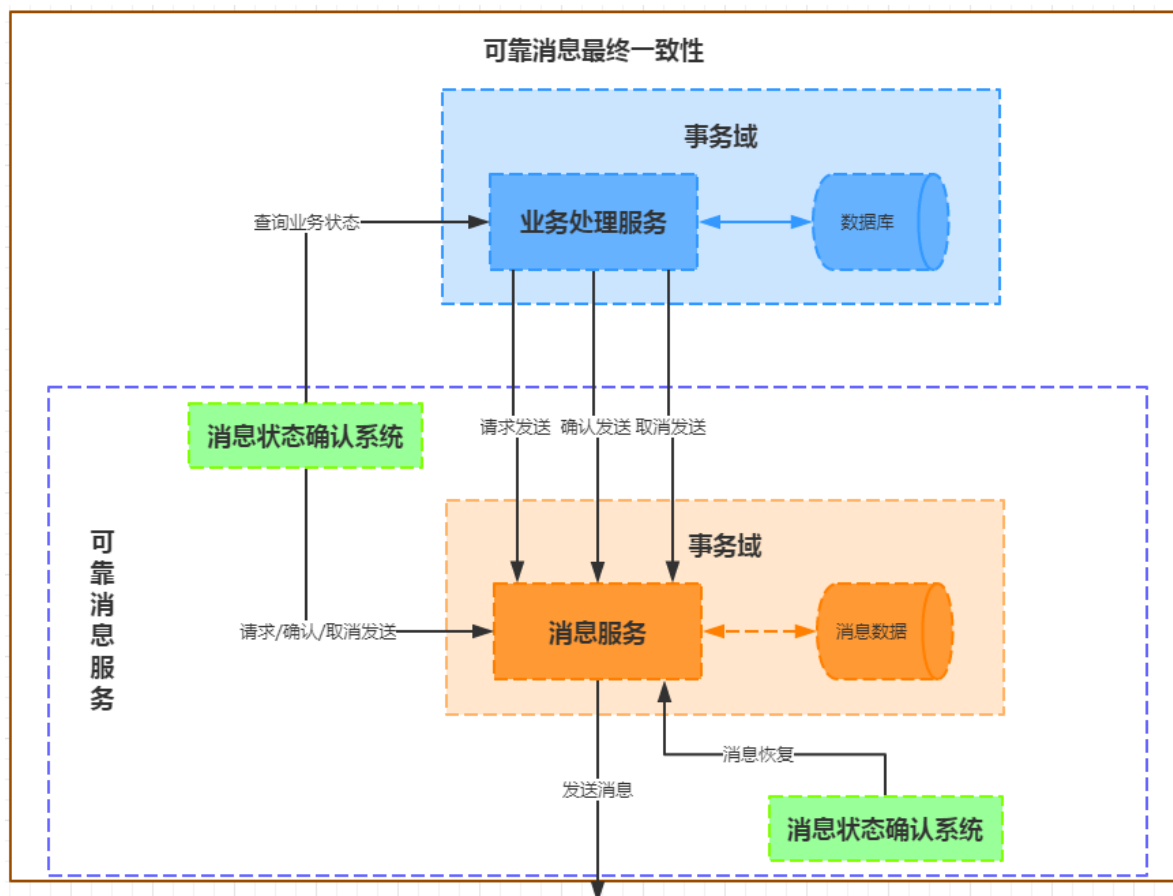 可靠消息最终一致性
事务域
业务处理服务
数据库
查询业务状态
请求发送
确认发送
取消发送
消息状态确认系统
可靠消息服务
事务域
消息服务
消息数据
请求/确认/取消发送
消息恢复
发送消息
消息状态确认系统